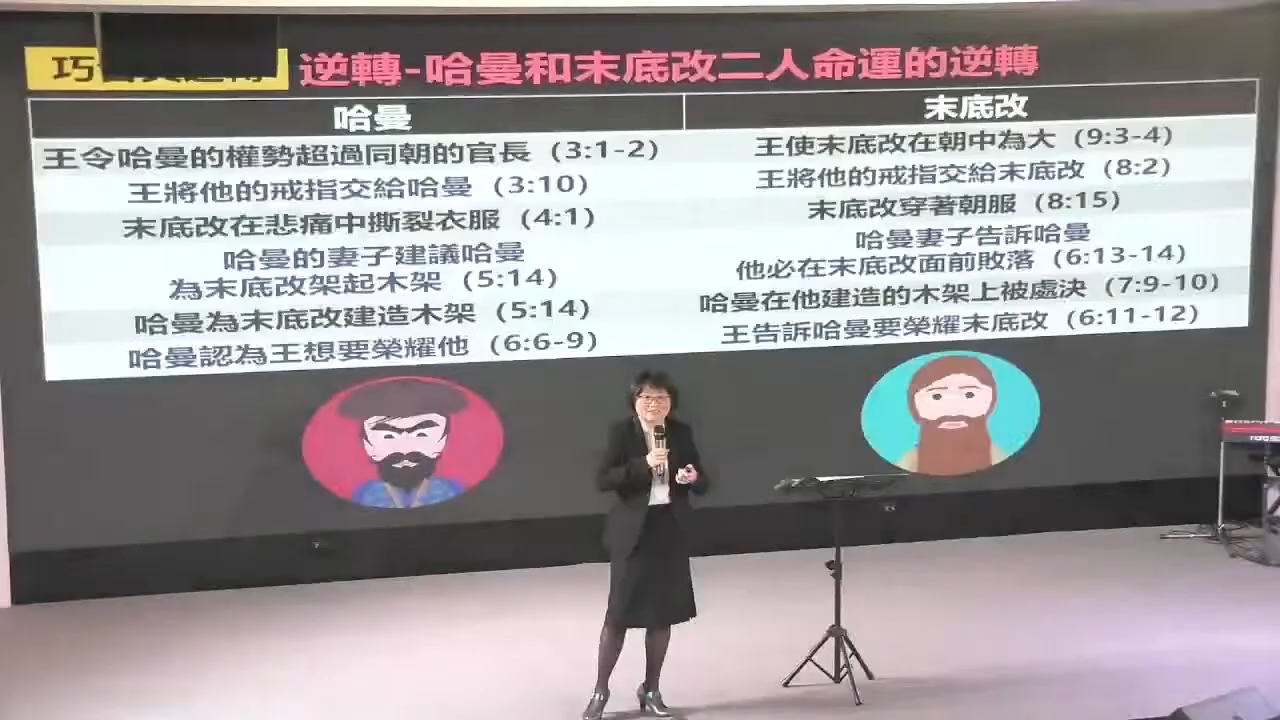 逆轉-哈曼和末底改二人命運的逆轉
哈曼
末底改
王令哈曼的權勢超過同朝的官長 (3:1-2)
王使末底改在朝中為大 (9:3-4)
王將他的戒指交給哈曼 (3:10)
王將他的戒指交給末底改 (8:2)
末底改在悲痛中撕裂衣服 (4:1)
末底改穿著朝服 (8:15)
哈曼的妻子建議哈曼
為末底改架起木架 (5:14)
哈曼妻子告訴哈曼
他必在末底改面前敗落 (6:13-14)
哈曼為末底改建造木架 (5:14)
哈曼在他建造的木架上被處決 (7:9-10)
哈曼認為王想要榮耀他 (6:6-9)
王告訴哈曼要榮耀末底改 (6:11-12)